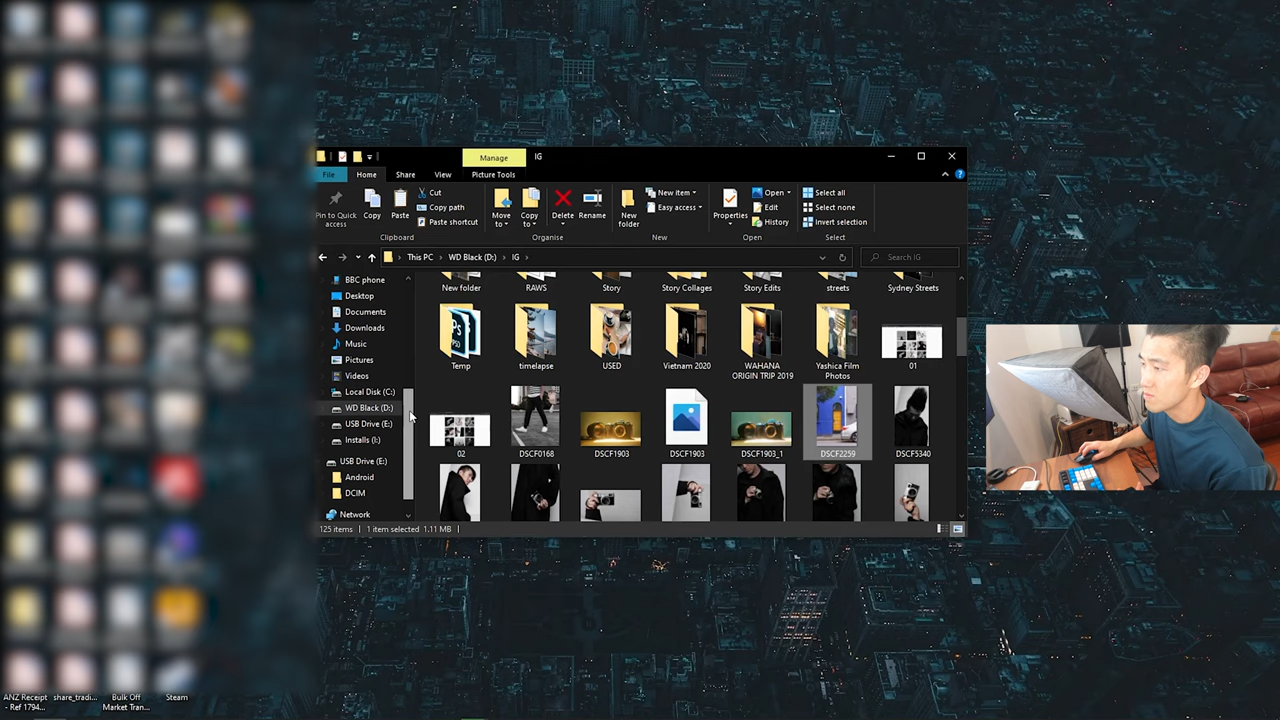 Manage
IG
File
Home
Share
View
Picture Tools
Pin to Quick
access
Copy
Paste
Cut
Copy path
Paste shortcut
Clipboard
Move
to
Copy
to
Delete
Rename
Organise
New
folder
New item
Easy access
New
Properties
Open
Edit
History
Open
Select all
Select none
Invert selection
Select
This PC
WD Black (D:)
IG
Search IG
BBC phone
Desktop
Documents
Downloads
Music
Pictures
Videos
Local Disk (C:)
WD Black (D:)
USB Drive (E:)
Installs (I:)
USB Drive (E:)
Android
DCIM
Network
New folder
RAWS
Story
Story Collages
Story Edits
streets
Sydney Streets
Temp
timelapse
USED
Vietnam 2020
WAHANA
ORIGIN TRIP 2019
Yashica Film
Photos
01
02
DSCF0168
DSCF1903
DSCF1903
DSCF1903_1
DSCF2259
DSCF5340
125 items
1 item selected 1.11 MB
ANZ Receipt
- Ref 1794...
share_tradi...
Bulk Off
Market Tran...
Steam